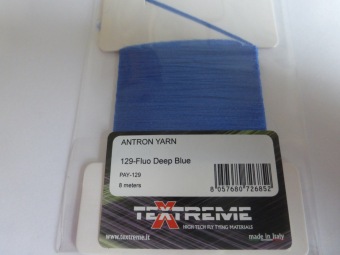 ANTRON YARN
129-Fluo Deep Blue
PAY-129
8 meters
8 057680 726852
TEXTREME
HIGH TECH FLY TYING MATERIALS
www.textreme.it
made in Italy